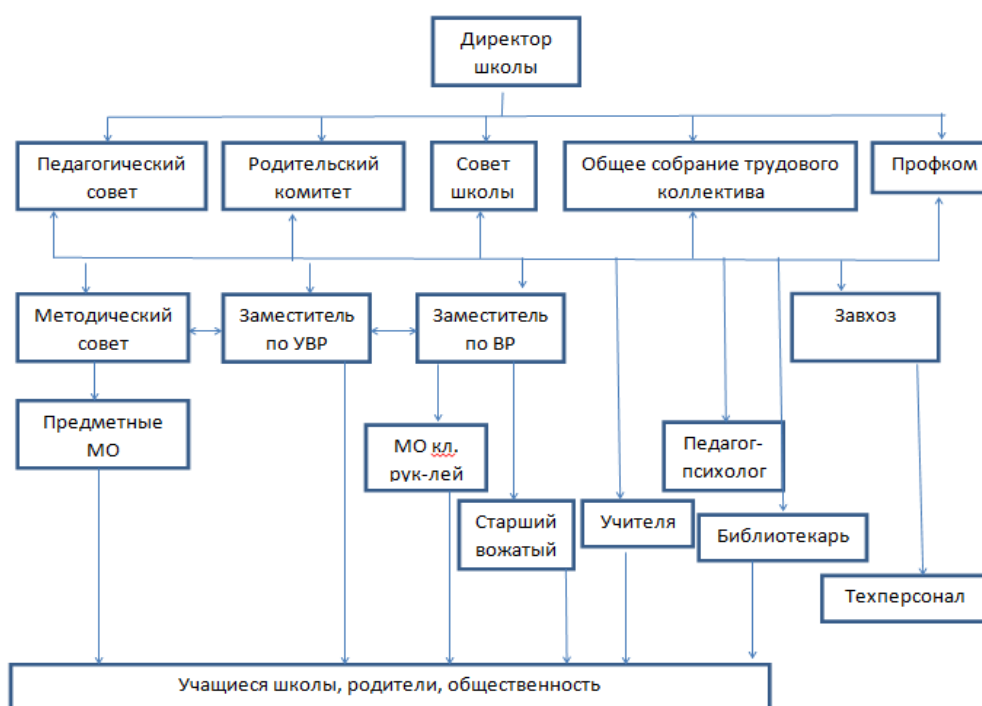 Директор
школы
Педагогический
совет
Родительский
комитет
Совет
школы
Общее собрание трудового
коллектива
Профком
Методический
совет
Заместитель
по УВР
Заместитель
по ВР
Завхоз
Предметные
МО
МО кл.
рук-лей
Педагог-
психолог
Старший
вожатый
Учителя
Библиотекарь
Техперсонал
Учащиеся школы, родители, общественность